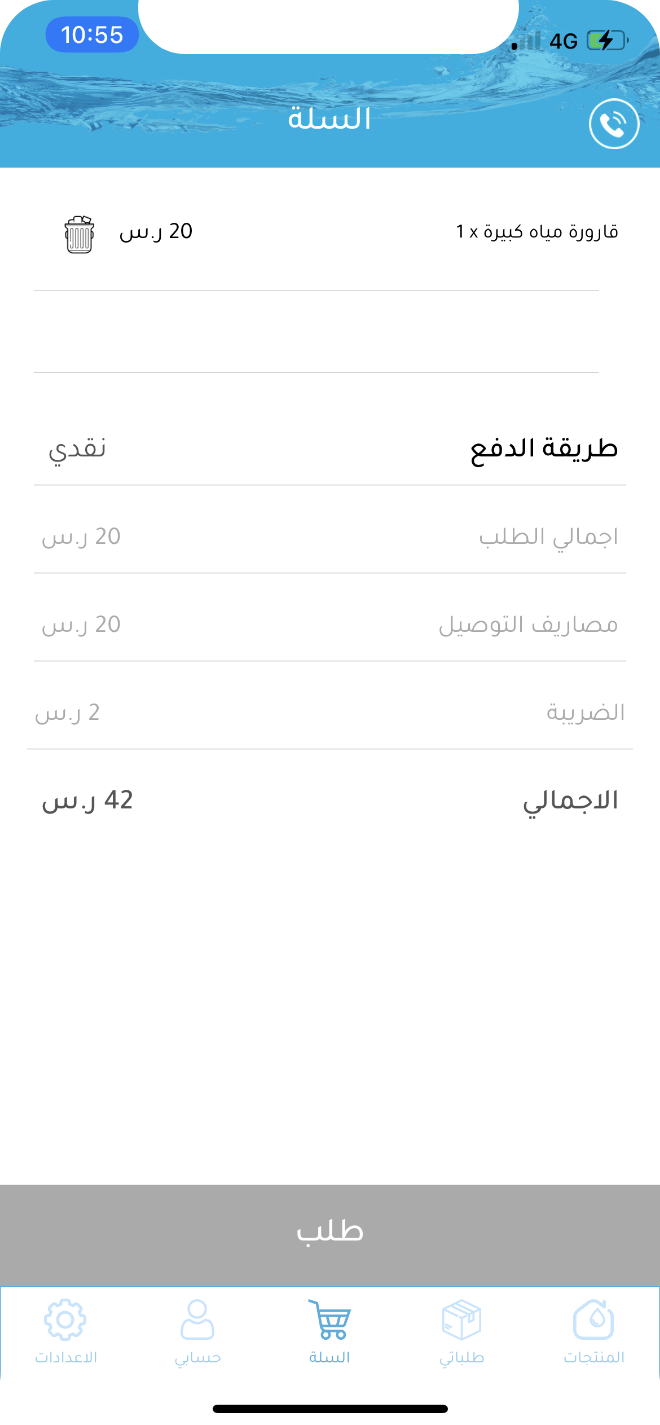 10:55
4G
السلة
قارورة مياه كبيرة x 1
20 ر.س
طريقة الدفع
نقدي
اجمالي الطلب
20 ر.س
مصاريف التوصيل
20 ر.س
الضريبة
2 ر.س
الاجمالي
42 ر.س
طلب
المنتجات
طلباتي
السلة
حسابي
الاعدادات